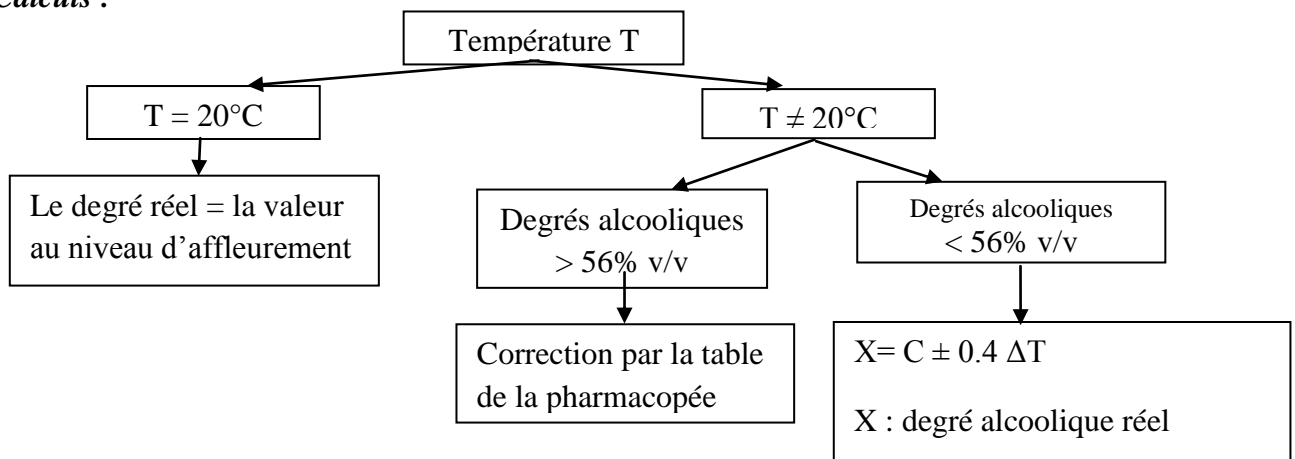 Calculs :
Température T
T = 20°C
T ≠ 20°C
Le degré réel = la valeur
au niveau d’affleurement
Degrés alcooliques
> 56% v/v
Degrés alcooliques
< 56% v/v
Correction par la table
de la pharmacopée
X= C ± 0.4 ΔT
X : degré alcoolique réel